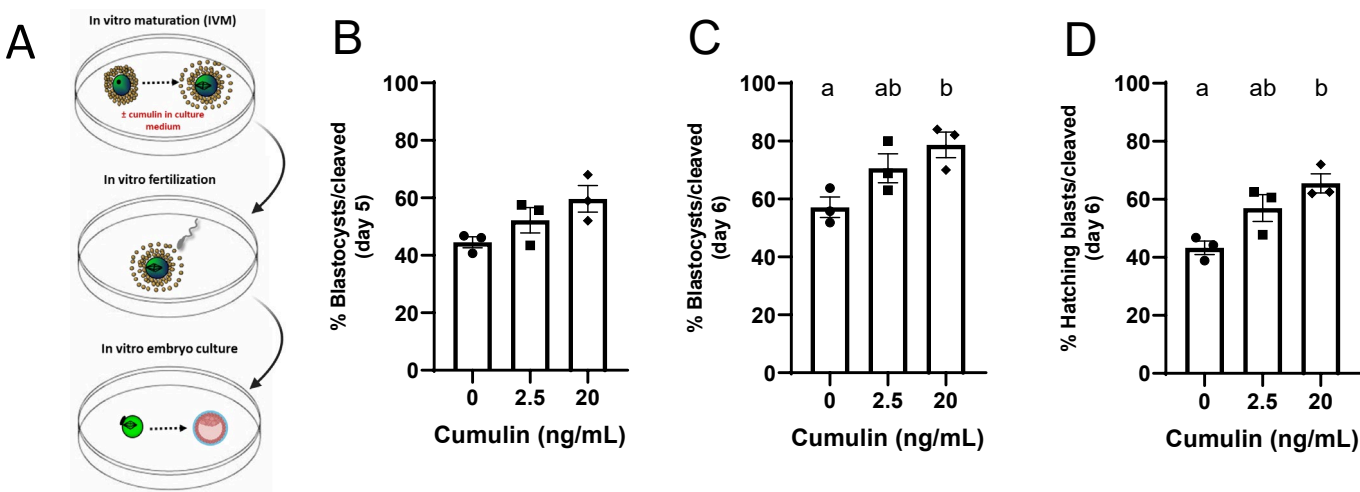 A
In vitro maturation (IVM)
± cumulin in culture
medium
In vitro fertilization
In vitro embryo culture
B
% Blastocysts/cleaved
(day 5)
100
80
60
40
20
0
0 2.5 20
Cumulin (ng/mL)
C
% Blastocysts/cleaved
(day 6)
100
80
60
40
20
0
a ab b
0 2.5 20
Cumulin (ng/mL)
D
% Hatching blasts/cleaved
(day 6)
100
80
60
40
20
0
a ab b
0 2.5 20
Cumulin (ng/mL)